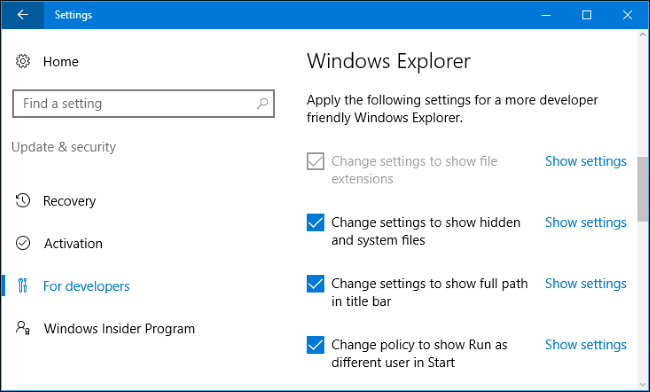 Settings
Home
Find a setting
Update & security
Recovery
Activation
For developers
Windows Insider Program
Windows Explorer
Apply the following settings for a more developer
friendly Windows Explorer.
Change settings to show file
extensions
Show settings
Change settings to show hidden
and system files
Show settings
Change settings to show full path
in title bar
Show settings
Change policy to show Run as
different user in Start
Show settings